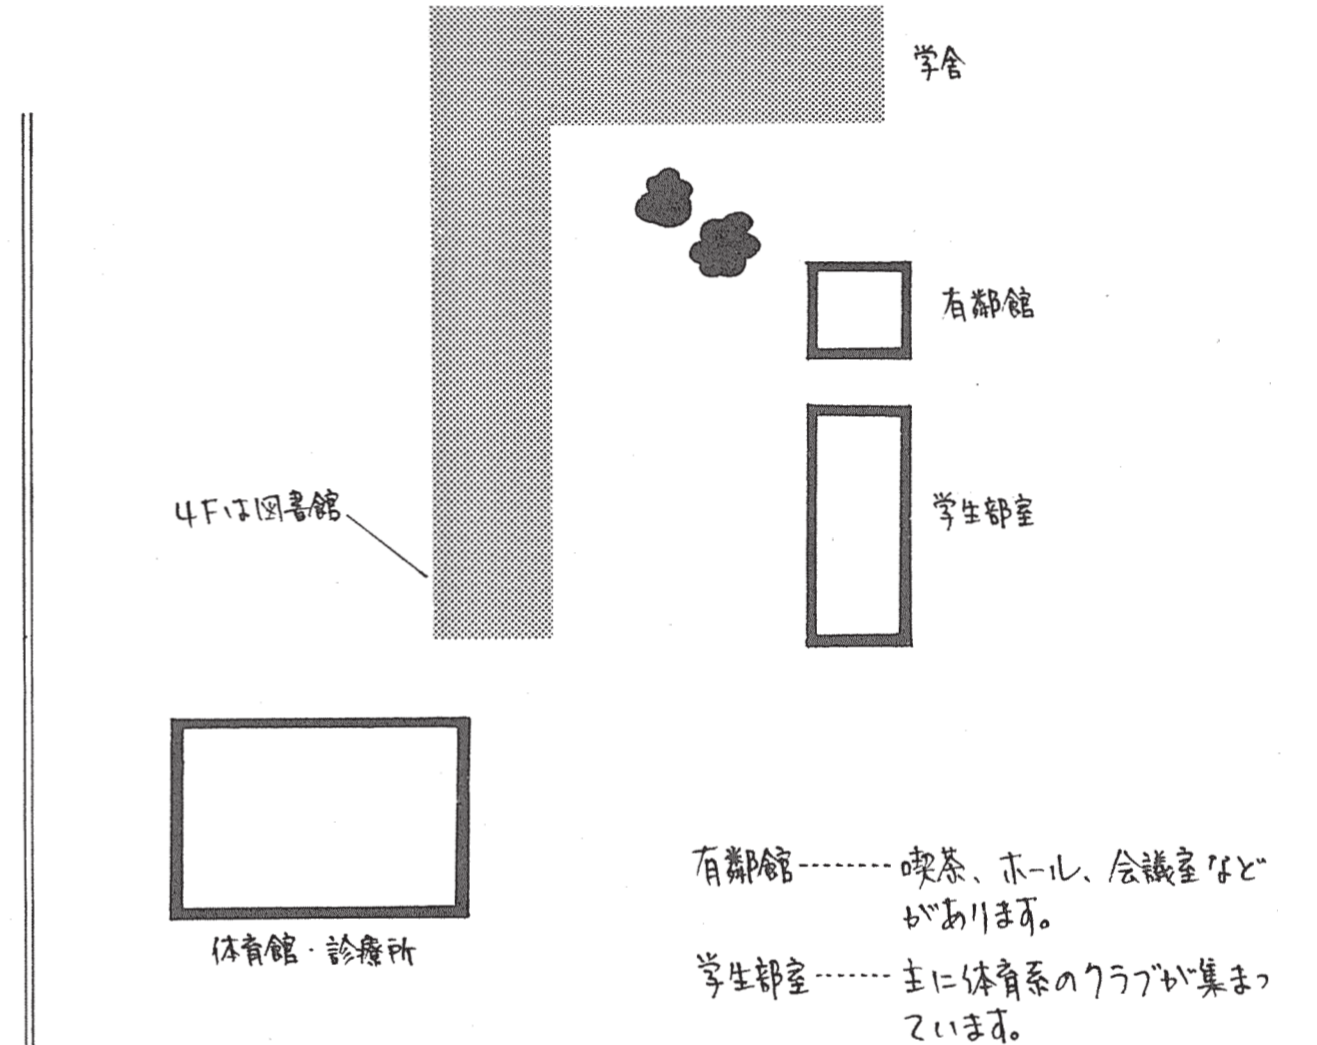 学舎
有鄰館
4Fは図書館
学生部室
体育館・診療所
有鄰館--------喫茶、ホール、会議室など
があります。
学生部室-------主に体育系のクラブが集まっ
ています。